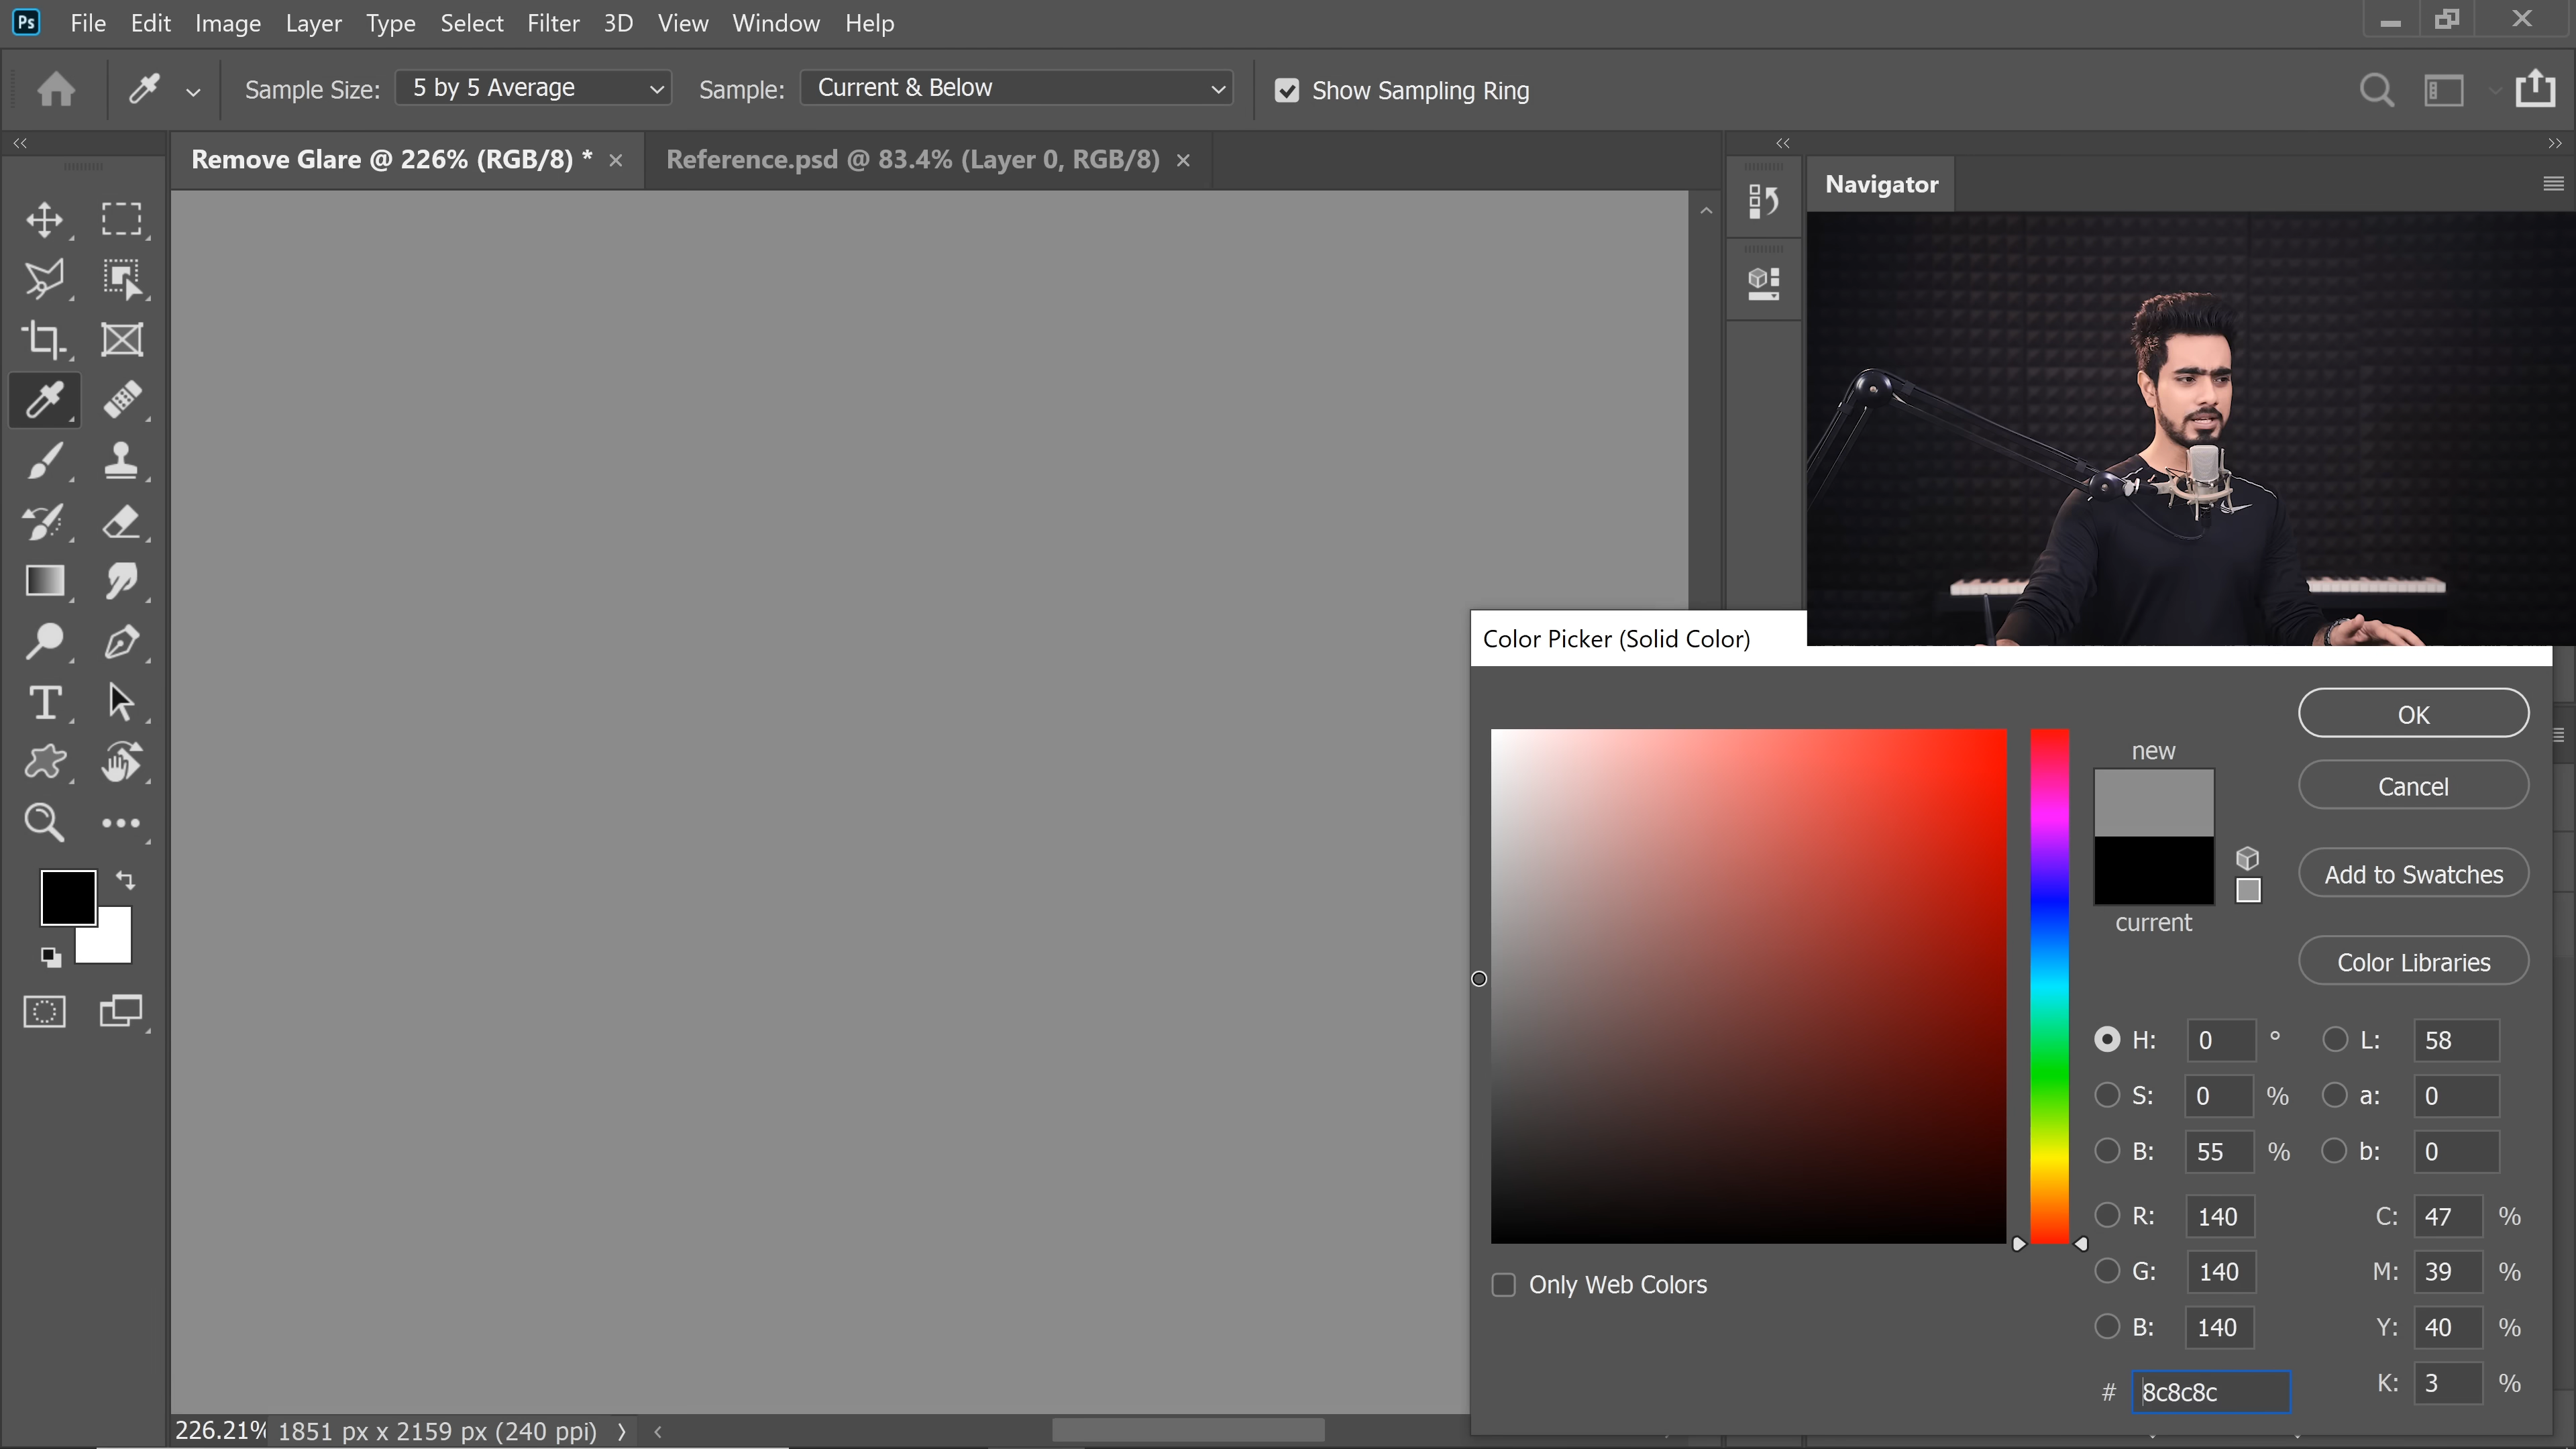 Ps File Edit Image Layer Type Select Filter 3D View Window Help
Sample Size: 5 by 5 Average Sample: Current & Below Show Sampling Ring
Remove Glare @ 226% (RGB/8) * × Reference.psd @ 83.4% (Layer 0, RGB/8) ×
Navigator
Color Picker (Solid Color)
OK
new
Cancel
Add to Swatches
current
Color Libraries
H: 0 ° L: 58
S: 0 % a: 0
B: 55 % b: 0
R: 140 C: 47 %
G: 140 M: 39 %
Only Web Colors
B: 140 Y: 40 %
# 8c8c8c K: 3 %
226.21% 1851 px x 2159 px (240 ppi)